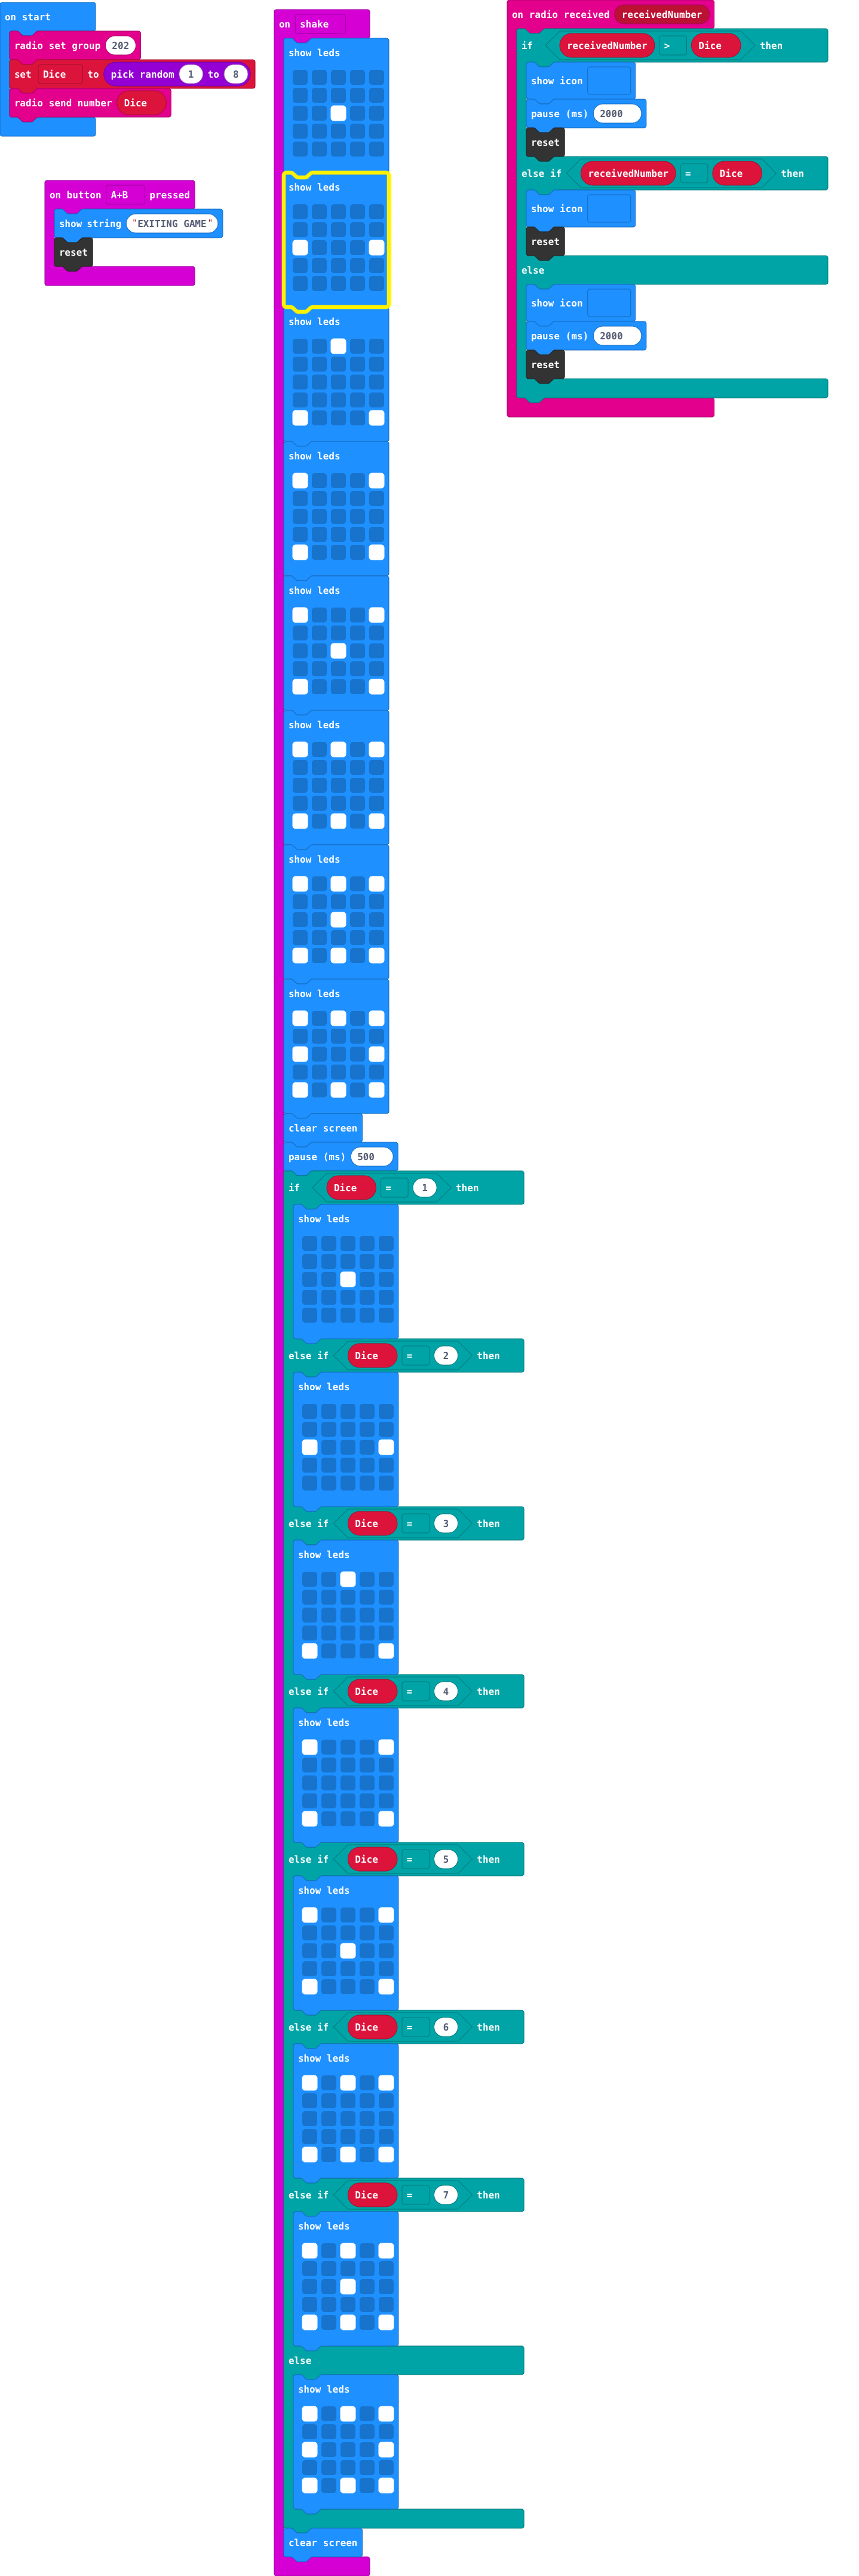 on start
radio set group 202
set Dice to pick random 1 to 8
radio send number Dice
on button A+B pressed
show string "EXITING GAME"
reset
on shake
show leds
show leds
show leds
show leds
show leds
show leds
show leds
show leds
clear screen
pause (ms) 500
if Dice = 1 then
show leds
else if Dice = 2 then
show leds
else if Dice = 3 then
show leds
else if Dice = 4 then
show leds
else if Dice = 5 then
show leds
else if Dice = 6 then
show leds
else if Dice = 7 then
show leds
else
show leds
clear screen
on radio received receivedNumber
if receivedNumber > Dice then
show icon
pause (ms) 2000
reset
else if receivedNumber = Dice then
show icon
reset
else
show icon
pause (ms) 2000
reset